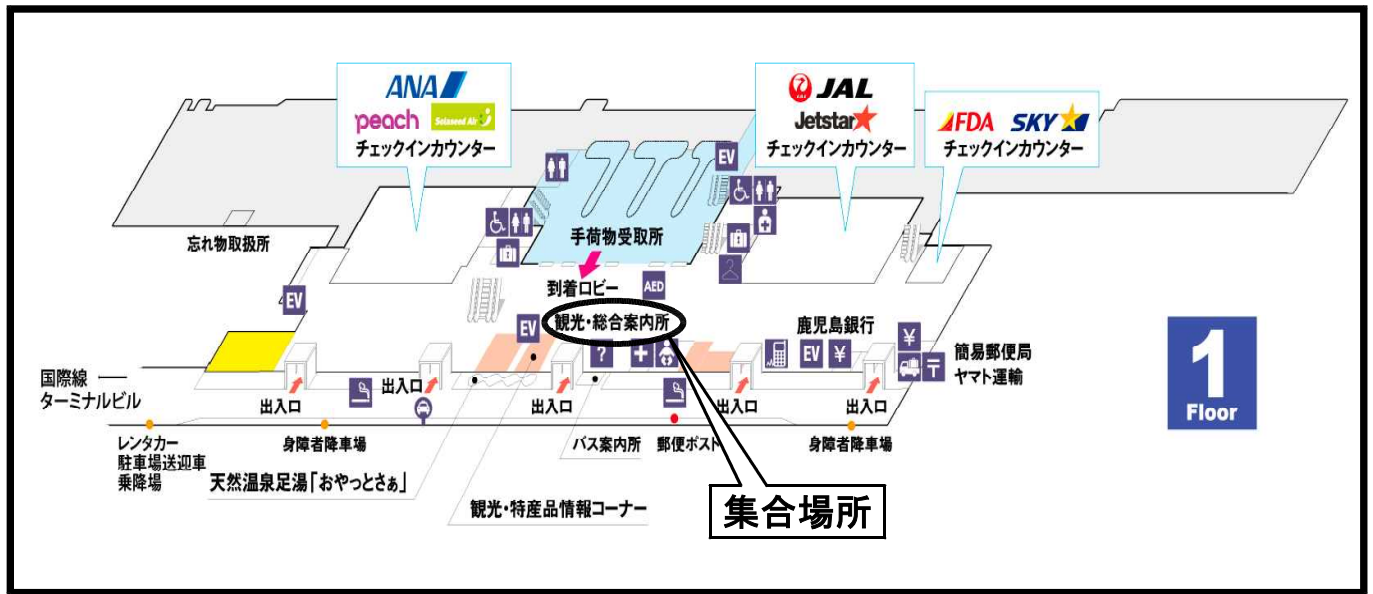 ANA
peach Solaseed Air
チェックインカウンター
JAL
Jetstar
チェックインカウンター
FDA SKY
チェックインカウンター
EV
忘れ物取扱所
手荷物受取所
到着ロビー
AED
EV
EV
観光・総合案内所
鹿児島銀行
?
EV
¥
¥
〒
簡易郵便局
ヤマト運輸
国際線
ターミナルビル
出入口
出入口
出入口
出入口
出入口
レンタカー
駐車場送迎車
乗降場
身障者降車場
バス案内所
郵便ポスト
身障者降車場
天然温泉足湯「おやっとさぁ」
観光・特産品情報コーナー
集合場所
1
Floor